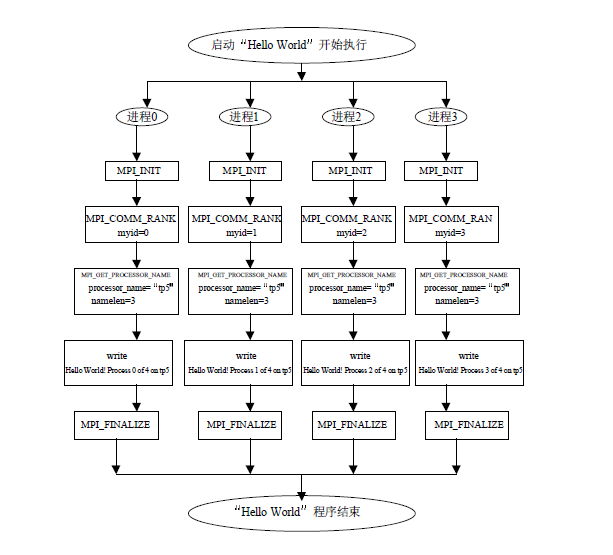 启动“Hello World”开始执行
进程0 进程1 进程2 进程3
MPI_INIT MPI_INIT MPI_INIT MPI_INIT
MPI_COMM_RANK MPI_COMM_RANK MPI_COMM_RANK MPI_COMM_RAN
myid=0 myid=1 myid=2 myid=3
MPI_GET_PROCESSOR_NAME MPI_GET_PROCESSOR_NAME MPI_GET_PROCESSOR_NAME MPI_GET_PROCESSOR_NAME
processor_name=“tp5” processor_name=“tp5” processor_name=“tp5” processor_name=“tp5”
namelen=3 namelen=3 namelen=3 namelen=3
write write write write
Hello World! Process 0 of 4 on tp5 Hello World! Process 1 of 4 on tp5 Hello World! Process 2 of 4 on tp5 Hello World! Process 3 of 4 on tp5
MPI_FINALIZE MPI_FINALIZE MPI_FINALIZE MPI_FINALIZE
“Hello World”程序结束